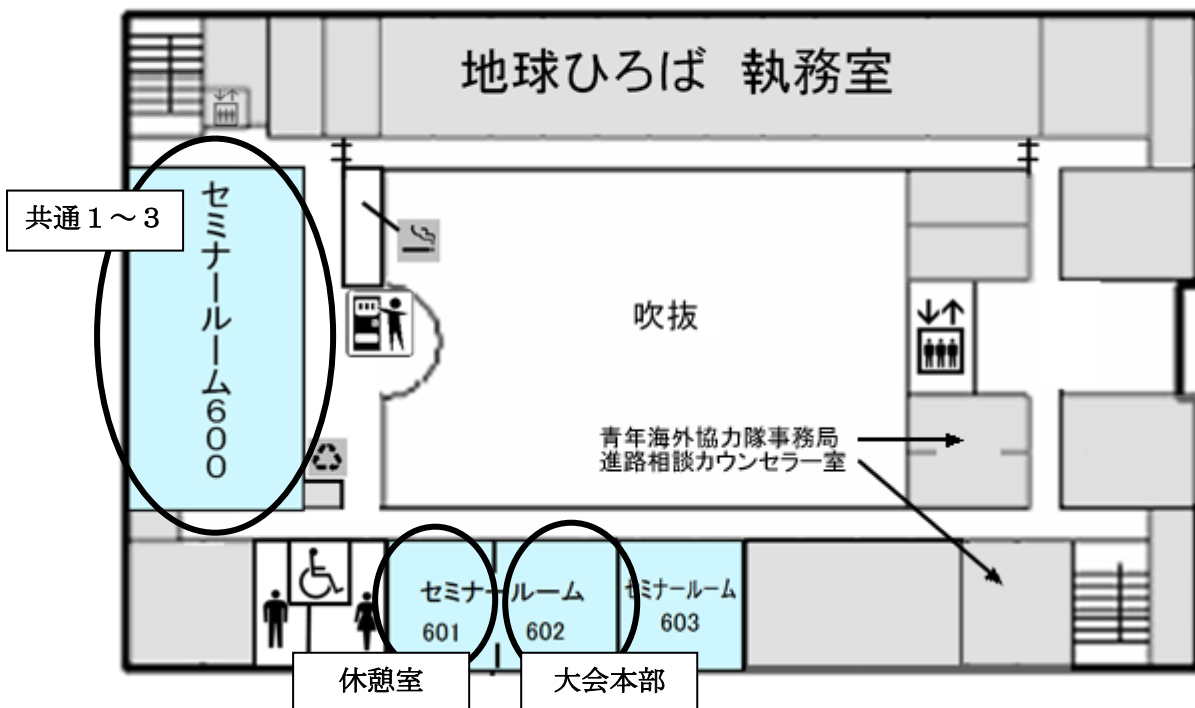 地球ひろば 執務室
共通1~3
セミナールーム600
吹抜
青年海外協力隊事務局
進路相談カウンセラー室
セミナールーム
601
602
セミナールーム
603
休憩室
大会本部